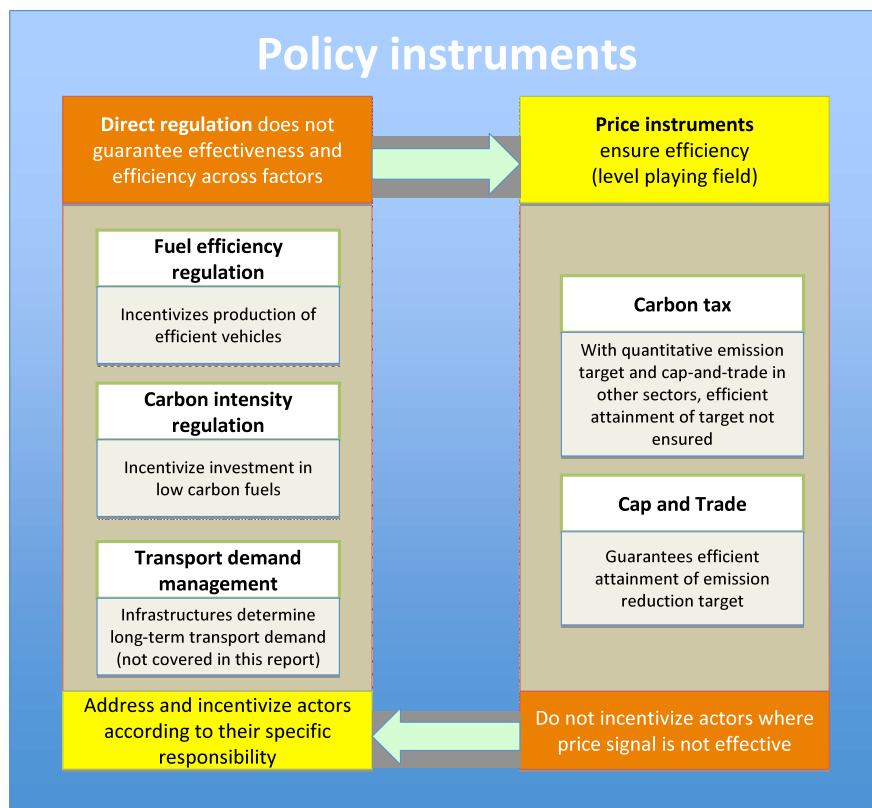 Policy instruments
Direct regulation does not
guarantee effectiveness and
efficiency across factors
Fuel efficiency
regulation
Incentivizes production of
efficient vehicles
Carbon intensity
regulation
Incentivize investment in
low carbon fuels
Transport demand
management
Infrastructures determine
long-term transport demand
(not covered in this report)
Address and incentivize actors
according to their specific
responsibility
Price instruments
ensure efficiency
(level playing field)
Carbon tax
With quantitative emission
target and cap-and-trade in
other sectors, efficient
attainment of target not
ensured
Cap and Trade
Guarantees efficient
attainment of emission
reduction target
Do not incentivize actors where
price signal is not effective